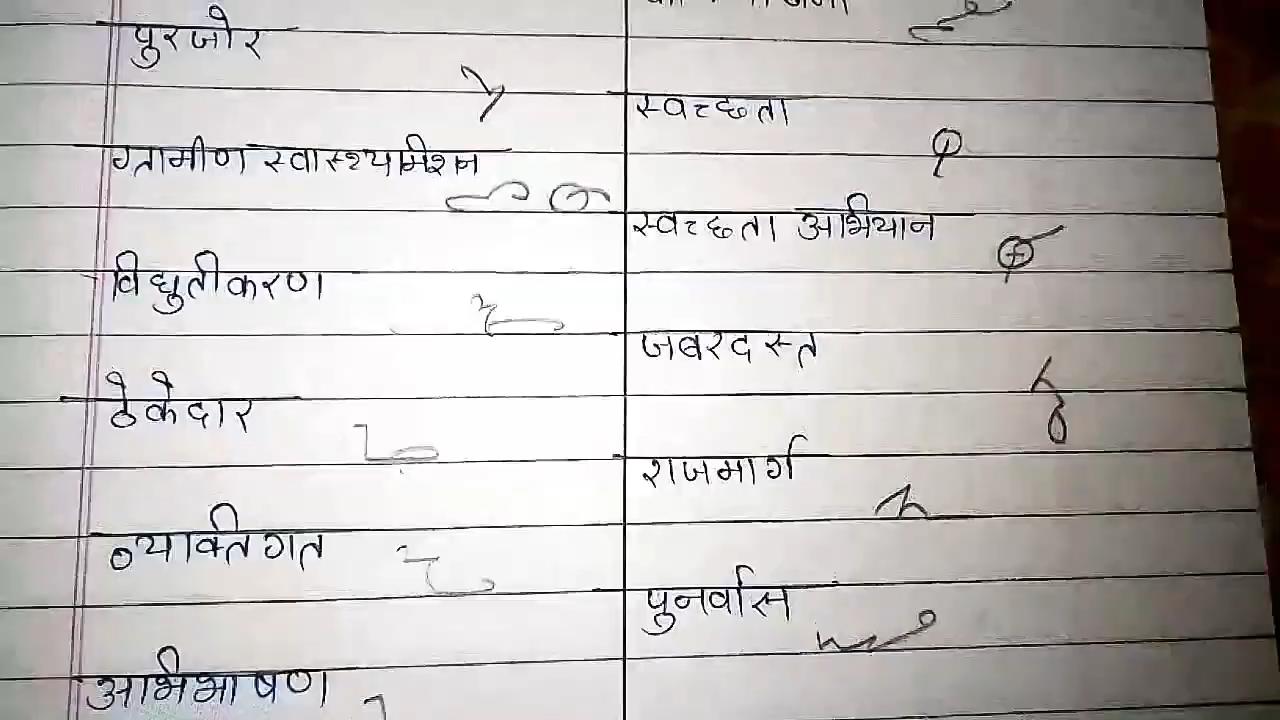 पुरजोर
ग्रामीण स्वास्थ्य मिशन
विद्युतीकरण
ठेकेदार
व्यक्तिगत
अभिभाषण
स्वच्छता
स्वच्छता अभियान
जबरदस्त
राजमार्ग
पुनर्वास